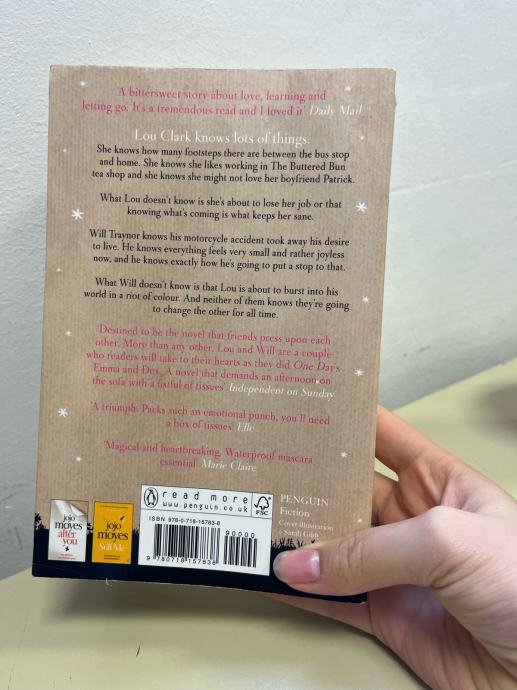 'A bittersweet story about love, learning and
letting go. It's a tremendous read and I loved it' Daily Mail
Lou Clark knows lots of things.
She knows how many footsteps there are between the bus stop
and home. She knows she likes working in The Buttered Bun
tea shop and she knows she might not love her boyfriend Patrick.
What Lou doesn't know is she's about to lose her job or that
knowing what's coming is what keeps her sane.
Will Traynor knows his motorcycle accident took away his desire
to live. He knows everything feels very small and rather joyless
now, and he knows exactly how he's going to put a stop to that.
What Will doesn't know is that Lou is about to burst into his
world in a riot of colour. And neither of them knows they're going
to change the other for all time.
'Destined to be the novel that friends press upon each
other. More than any other, Lou and Will are a couple
who readers will take to their hearts as they did One Day's
Emma and Dex. A novel that demands an afternoon on
the sofa with a fistful of tissues' Independent on Sunday
'A triumph. Packs such an emotional punch, you'll need
a box of tissues' Elle
'Magical and heartbreaking. Waterproof mascara
essential' Marie Claire
read more
www.penguin.co.uk
FSC
PENGUIN
Fiction
Cover illustration
Sarah Gibb
ISBN 978-0-718-15783-8
90000
9 780718 157838
jojo
moyes
after
you
jojo
moyes
Still Me